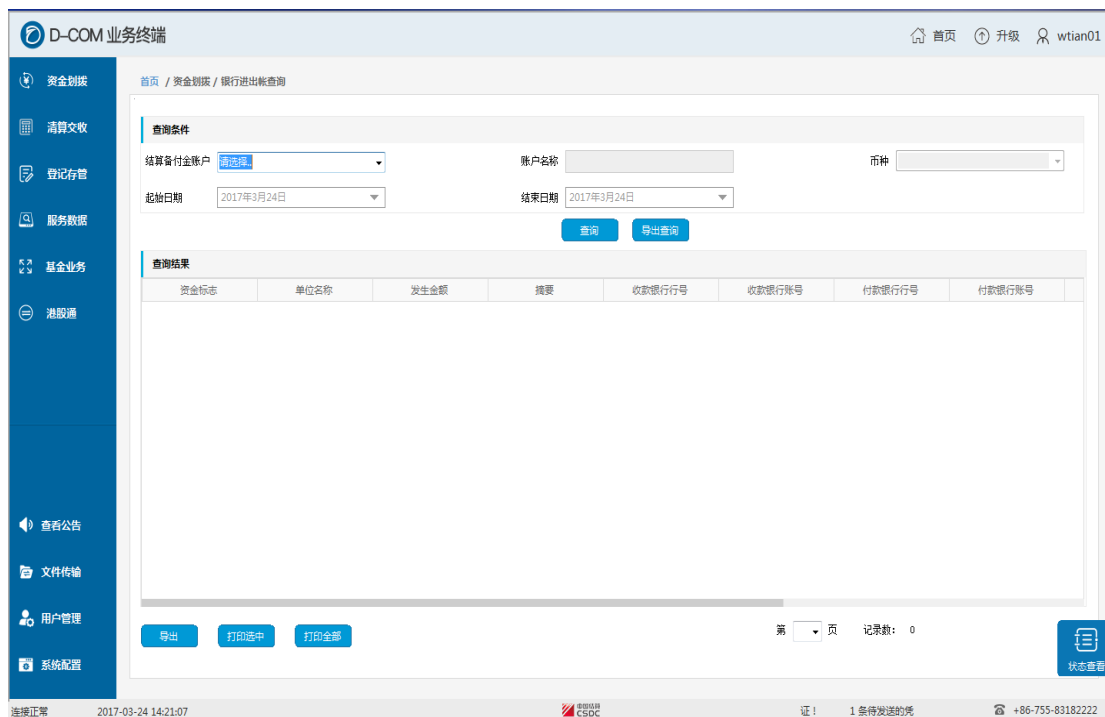 D-COM 业务终端
首页 升级 wtian01
资金划拨
清算交收
登记存管
服务数据
基金业务
港股通
查看公告
文件传输
用户管理
系统配置
首页 / 资金划拨 / 银行进出帐查询
查询条件
结算备付金账户 请选择.. 账户名称 币种
起始日期 2017年3月24日 结束日期 2017年3月24日
查询 导出查询
查询结果
资金标志 单位名称 发生金额 摘要 收款银行行号 收款银行账号 付款银行行号 付款银行账号
导出 打印选中 打印全部 第 页 记录数: 0
状态查看
连接正常 2017-03-24 14:21:07 中国结算 CSDC 证! 1 条待发送的凭 +86-755-83182222